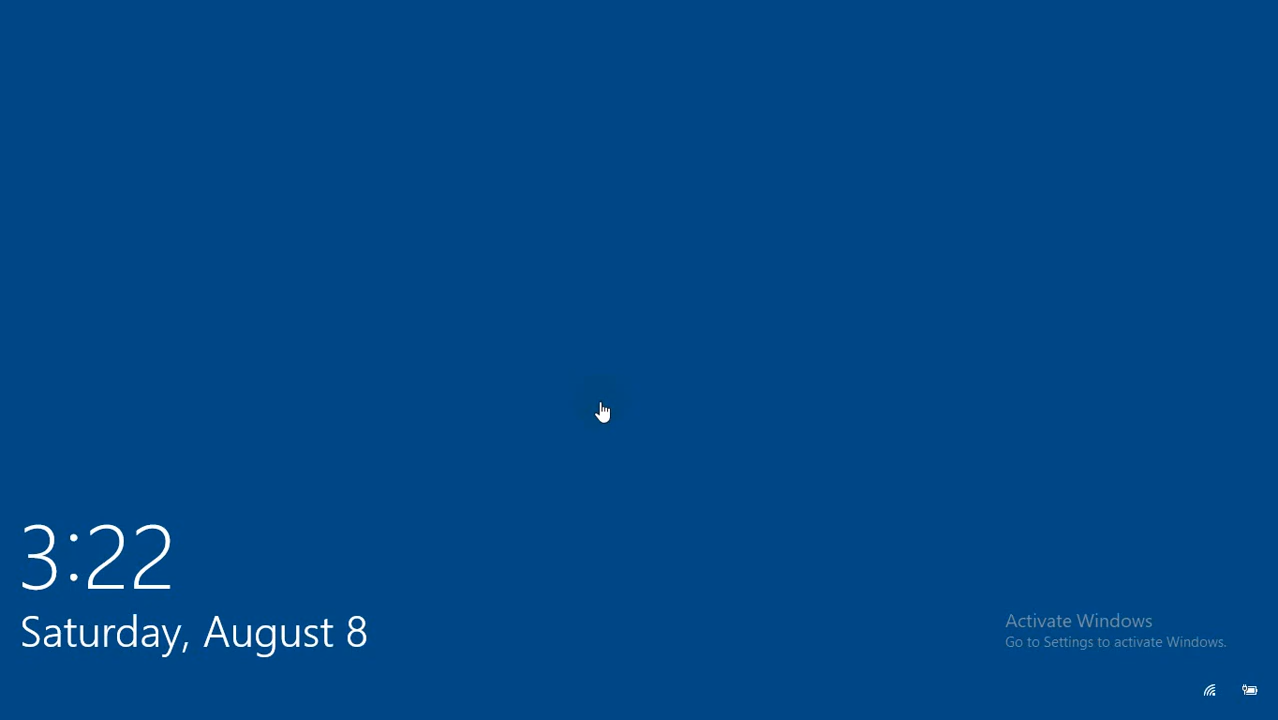 3:22
Saturday, August 8
Activate Windows
Go to Settings to activate Windows.